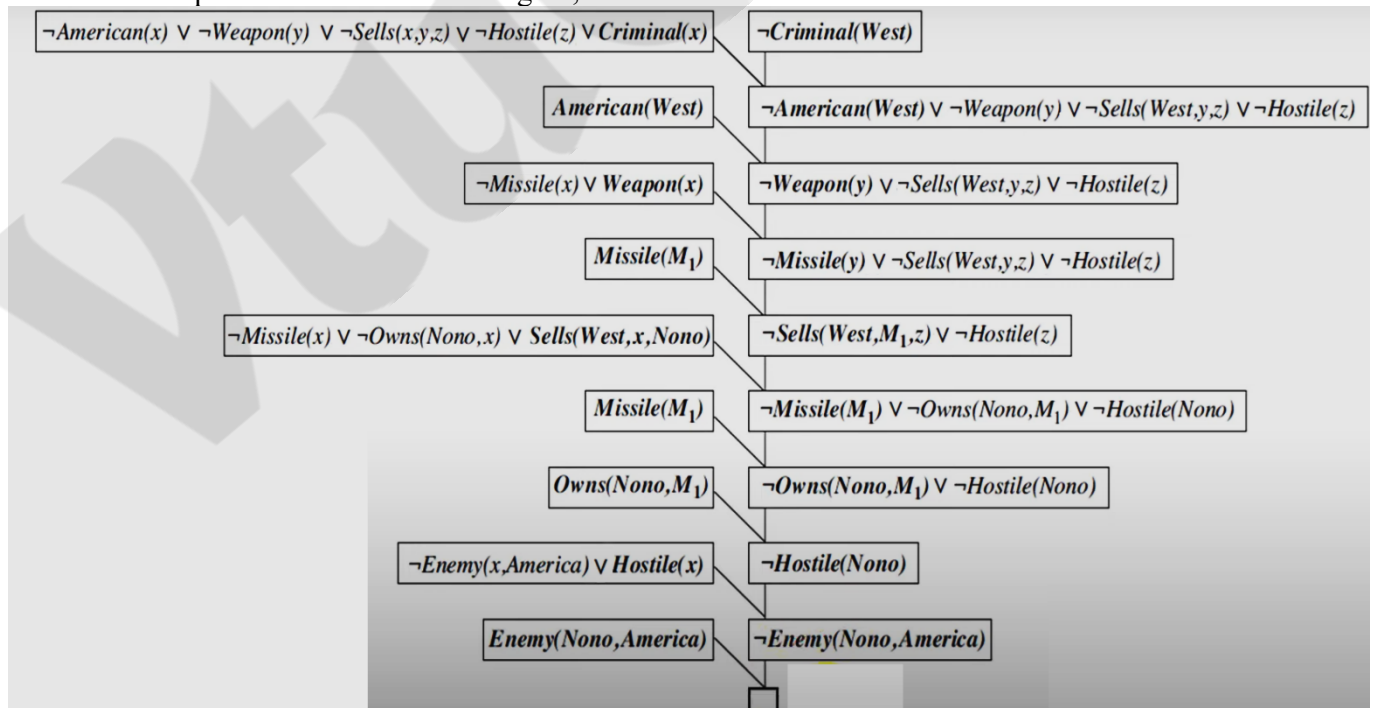 ¬American(x) ∨ ¬Weapon(y) ∨ ¬Sells(x,y,z) ∨ ¬Hostile(z) ∨ Criminal(x) ¬Criminal(West)
American(West) ¬American(West) ∨ ¬Weapon(y) ∨ ¬Sells(West,y,z) ∨ ¬Hostile(z)
¬Missile(x) ∨ Weapon(x) ¬Weapon(y) ∨ ¬Sells(West,y,z) ∨ ¬Hostile(z)
Missile(M₁) ¬Missile(y) ∨ ¬Sells(West,y,z) ∨ ¬Hostile(z)
¬Missile(x) ∨ ¬Owns(Nono,x) ∨ Sells(West,x,Nono) ¬Sells(West,M₁,z) ∨ ¬Hostile(z)
Missile(M₁) ¬Missile(M₁) ∨ ¬Owns(Nono,M₁) ∨ ¬Hostile(Nono)
Owns(Nono,M₁) ¬Owns(Nono,M₁) ∨ ¬Hostile(Nono)
¬Enemy(x,America) ∨ Hostile(x) ¬Hostile(Nono)
Enemy(Nono,America) ¬Enemy(Nono,America)